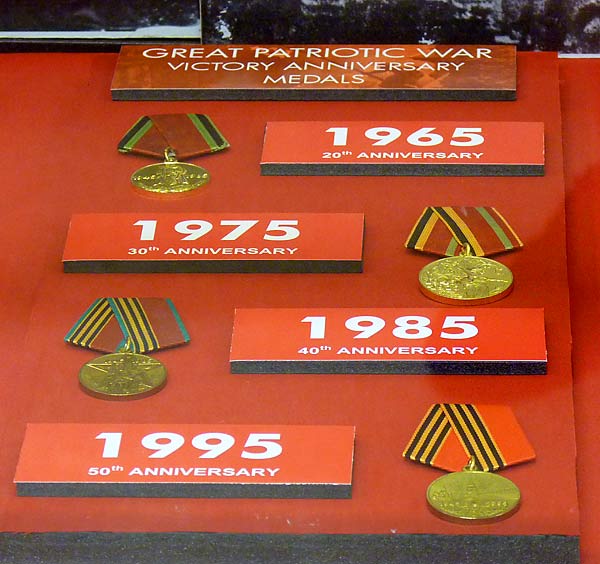 GREAT PATRIOTIC WAR
VICTORY ANNIVERSARY
MEDALS
1965
20th ANNIVERSARY
1975
30th ANNIVERSARY
1985
40th ANNIVERSARY
1995
50th ANNIVERSARY